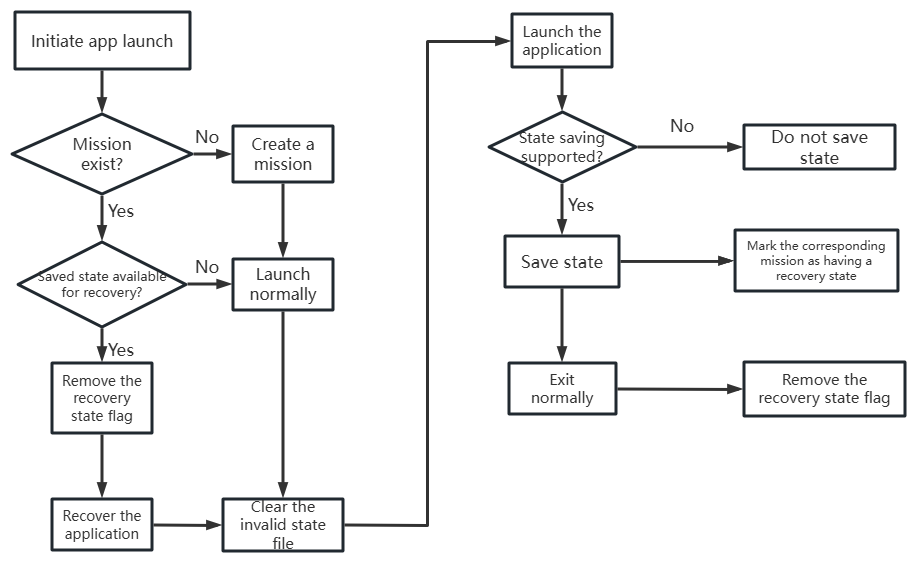 Initiate app launch
Mission
exist?
No
Create a
mission
Yes
Saved state available
for recovery?
No
Launch
normally
Yes
Remove the
recovery
state flag
Recover the
application
Clear the
invalid state
file
Launch the
application
State saving
supported?
No
Do not save
state
Yes
Save state
Mark the corresponding
mission as having a
recovery state
Exit
normally
Remove the
recovery state flag